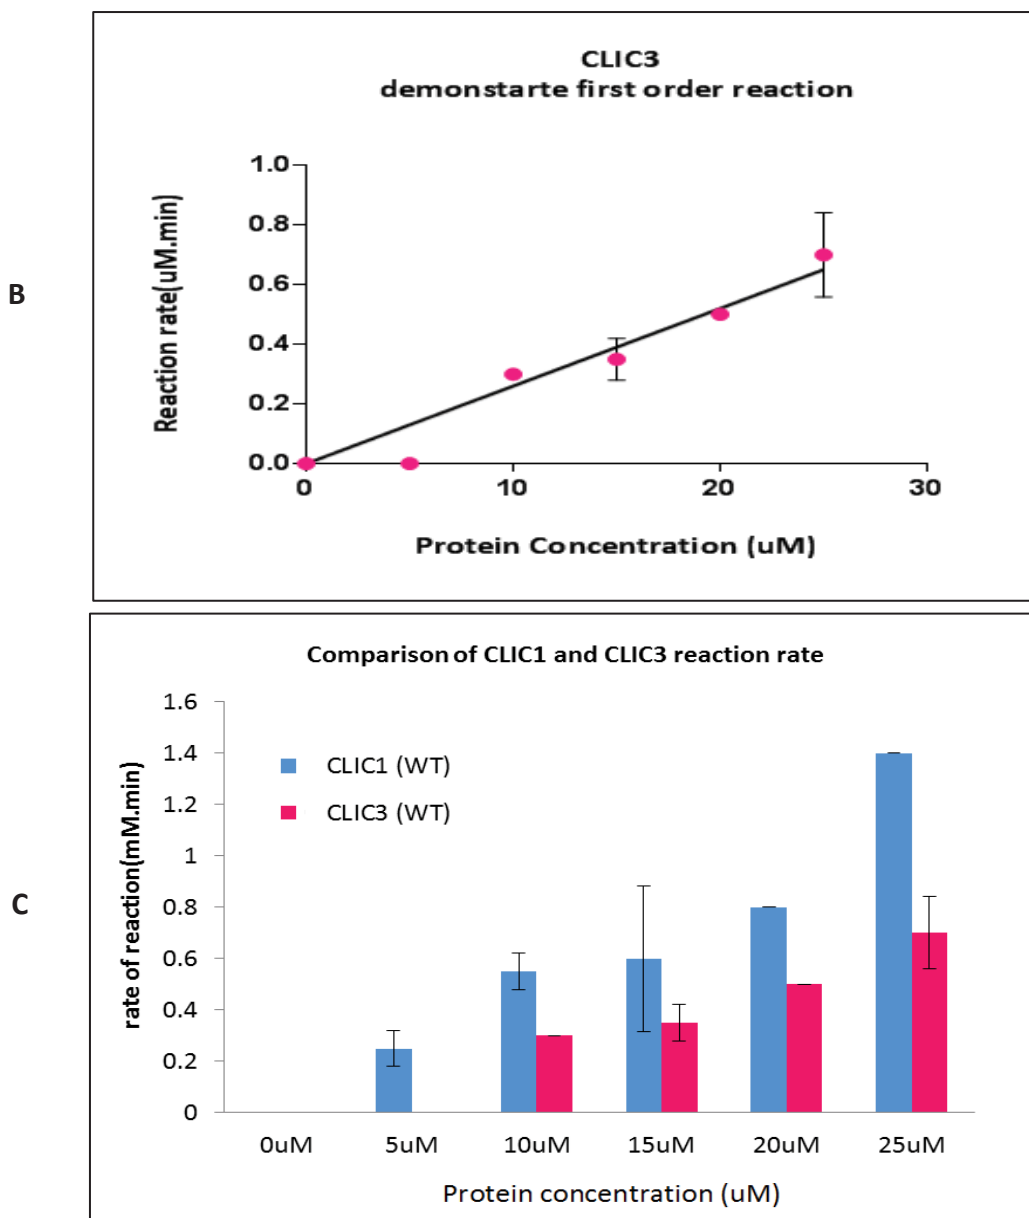 CLIC3
demonstarte first order reaction
1.0
0.8
0.6
0.4
0.2
0.0
Reaction rate(uM.min)
0 10 20 30
Protein Concentration (uM)
B
Comparison of CLIC1 and CLIC3 reaction rate
1.6
1.4
1.2
1
0.8
0.6
0.4
0.2
0
rate of reaction(mM.min)
CLIC1 (WT)
CLIC3 (WT)
0uM 5uM 10uM 15uM 20uM 25uM
Protein concentration (uM)
C